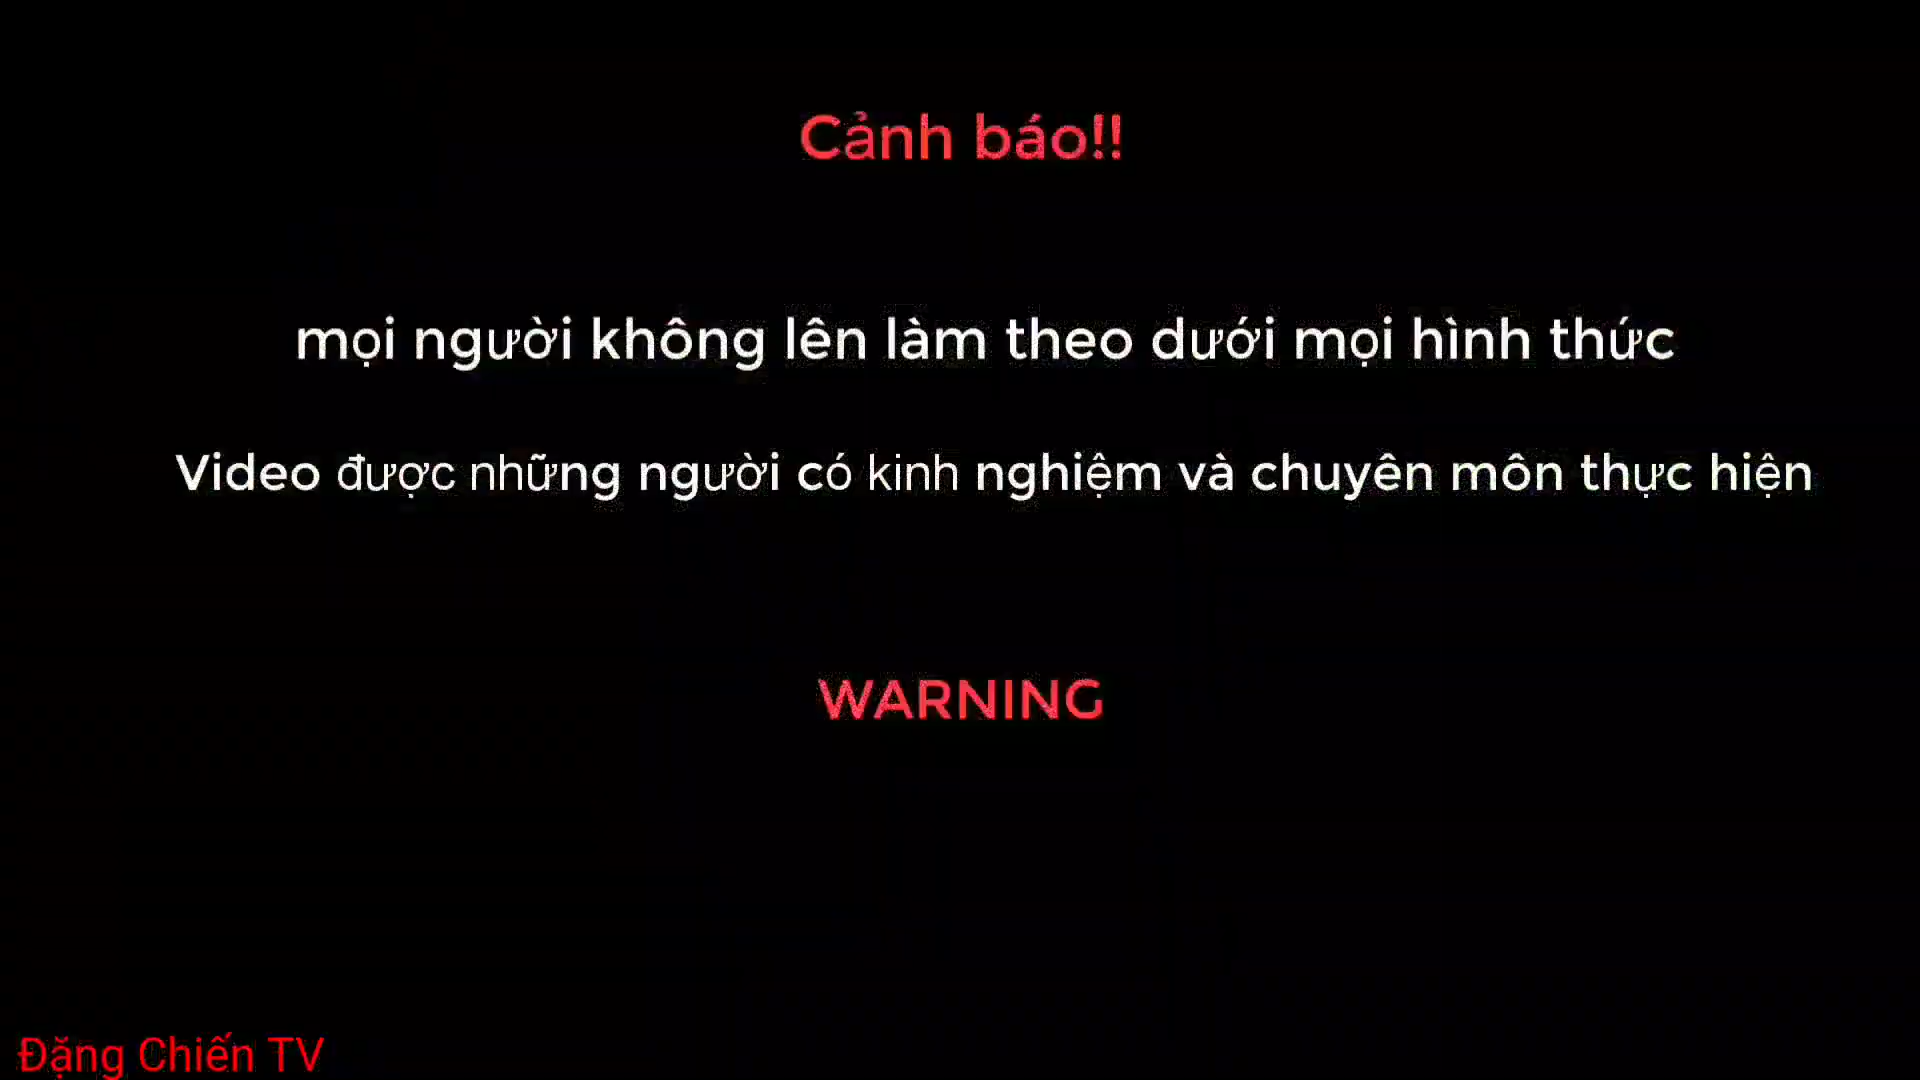 Cảnh báo!!
mọi người không lên làm theo dưới mọi hình thức
Video được những người có kinh nghiệm và chuyên môn thực hiện
WARNING
Đặng Chiến TV